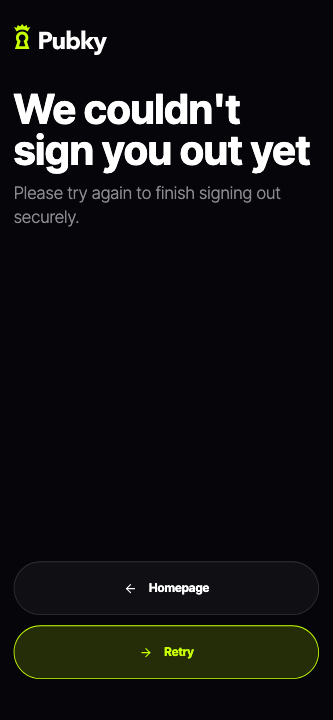 Pubky
We couldn't
sign you out yet
Please try again to finish signing out
securely.
Homepage
Retry